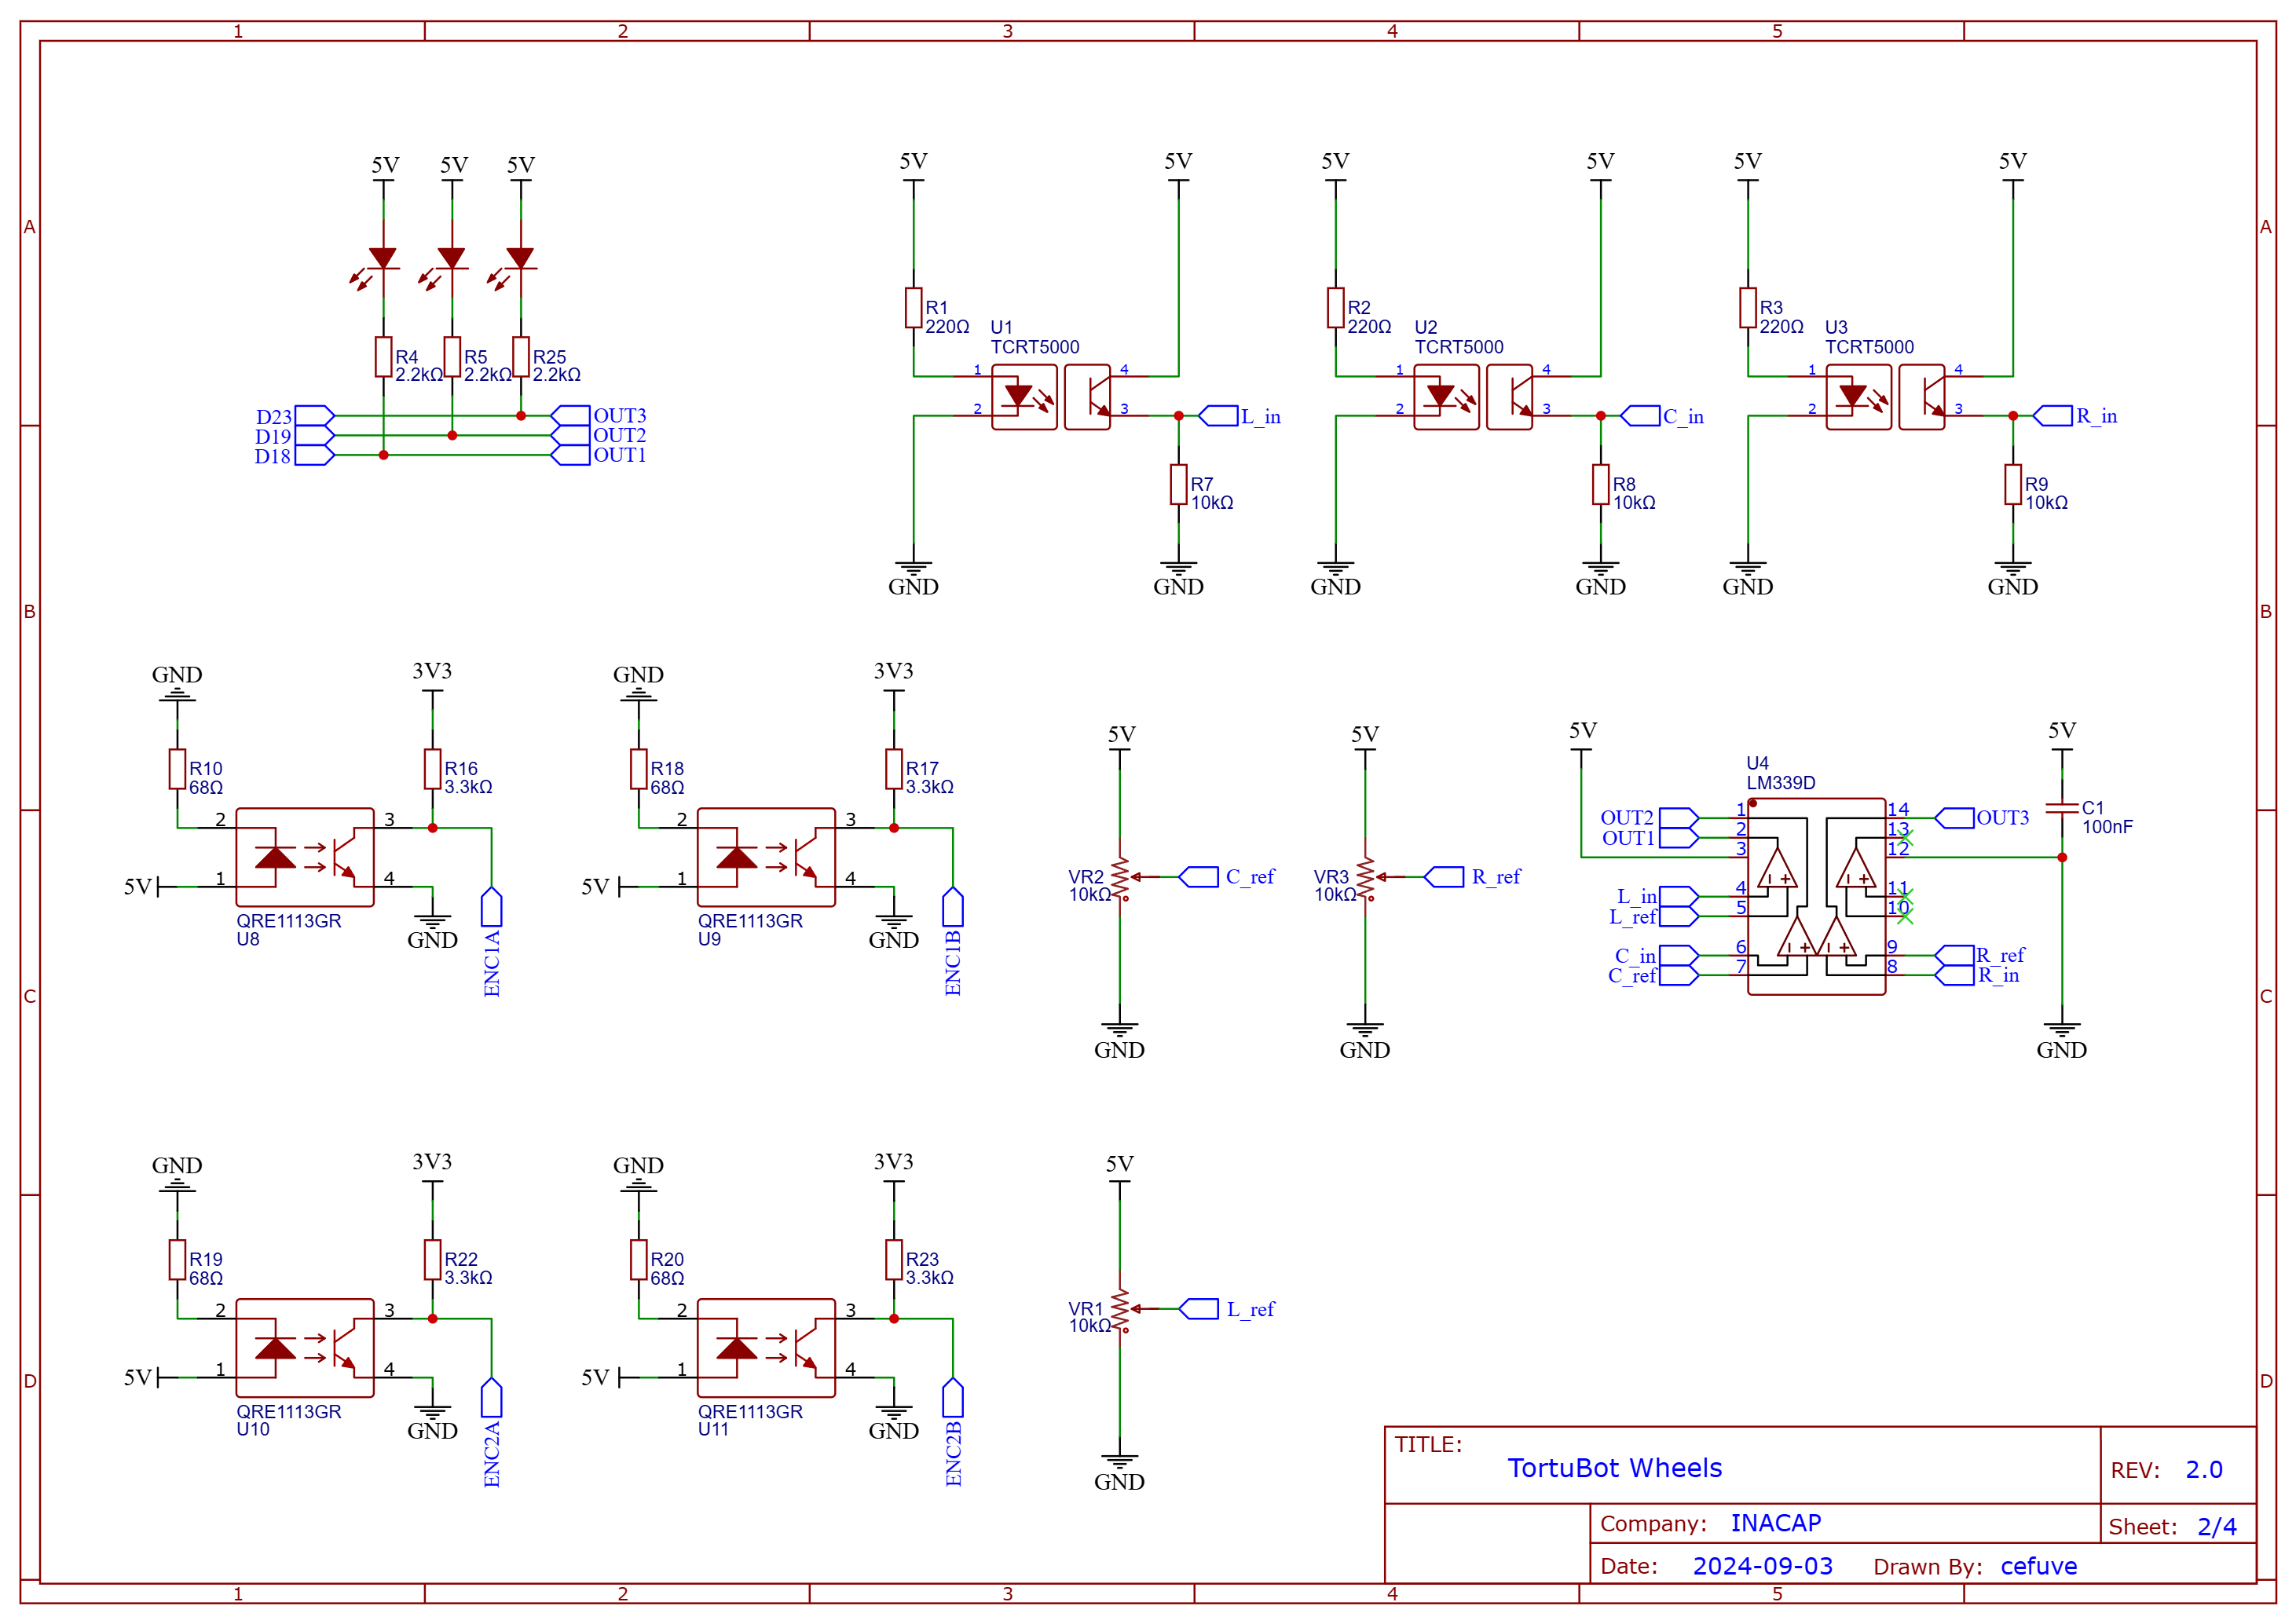 1 2 3 4 5
A A
B B
C C
D D
1 2 3 4 5
5V 5V 5V
R4 R5 R25
2.2kΩ 2.2kΩ 2.2kΩ
D23 OUT3
D19 OUT2
D18 OUT1
5V 5V
R1
220Ω
U1
TCRT5000
1 4
2 3
L_in
R7
10kΩ
GND GND
5V 5V
R2
220Ω
U2
TCRT5000
1 4
2 3
C_in
R8
10kΩ
GND GND
5V 5V
R3
220Ω
U3
TCRT5000
1 4
2 3
R_in
R9
10kΩ
GND GND
GND 3V3
R10 R16
68Ω 3.3kΩ
2 3
5V 1 4
QRE1113GR
U8
GND
ENC1A
GND 3V3
R18 R17
68Ω 3.3kΩ
2 3
5V 1 4
QRE1113GR
U9
GND
ENC1B
5V
VR2
10kΩ
C_ref
GND
5V
VR3
10kΩ
R_ref
GND
5V 5V
U4
LM339D
OUT2 1 14 OUT3
OUT1 2 13
3 12
L_in 4 11
L_ref 5 10
C_in 6 9 R_ref
C_ref 7 8 R_in
C1
100nF
GND
GND 3V3
R19 R22
68Ω 3.3kΩ
2 3
5V 1 4
QRE1113GR
U10
GND
ENC2A
GND 3V3
R20 R23
68Ω 3.3kΩ
2 3
5V 1 4
QRE1113GR
U11
GND
ENC2B
5V
VR1
10kΩ
L_ref
GND
TITLE:
TortuBot Wheels
REV: 2.0
Company: INACAP
Sheet: 2/4
Date: 2024-09-03 Drawn By: cefuve